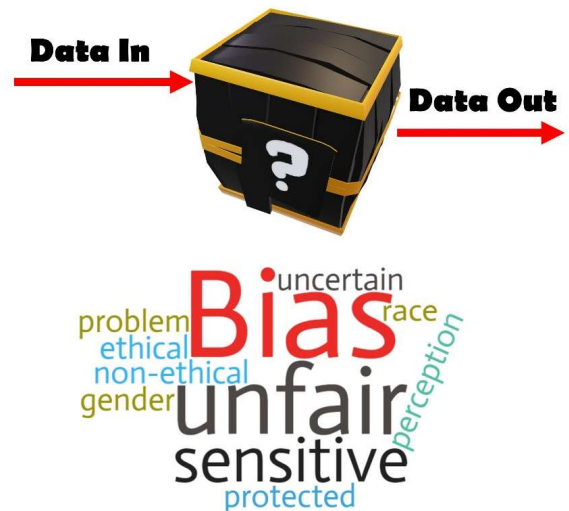 Data In
Data Out
?
Bias
uncertain
race
problem
ethical
non-ethical
gender
unfair
perception
sensitive
protected